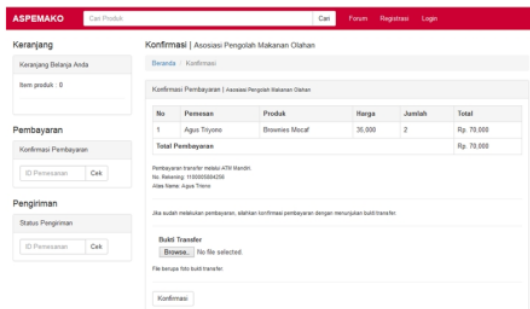 ASPEMAKO
Cari Produk
Cari
Forum
Registrasi
Login
Keranjang
Keranjang Belanja Anda
Item produk : 0
Pembayaran
Konfirmasi Pembayaran
ID Pemesanan
Cek
Pengiriman
Status Pengiriman
ID Pemesanan
Cek
Konfirmasi | Asosiasi Pengolah Makanan Olahan
Beranda / Konfirmasi
Konfirmasi Pembayaran | Asosiasi Pengolah Makanan Olahan
No Pemesan Produk Harga Jumlah Total
1 Agus Triyono Brownies Mocaf 2 Rp. 70,000
Total Pembayaran Rp. 70,000
Pembayaran transfer melalui ATM Mandiri.
No. Rekening:
Atas Nama: Agus Triono
Jika sudah melakukan pembayaran, silahkan konfirmasi pembayaran dengan menunjukan bukti transfer.
Bukti Transfer
Browse... No file selected.
File berupa foto bukti transfer.
Konfirmasi